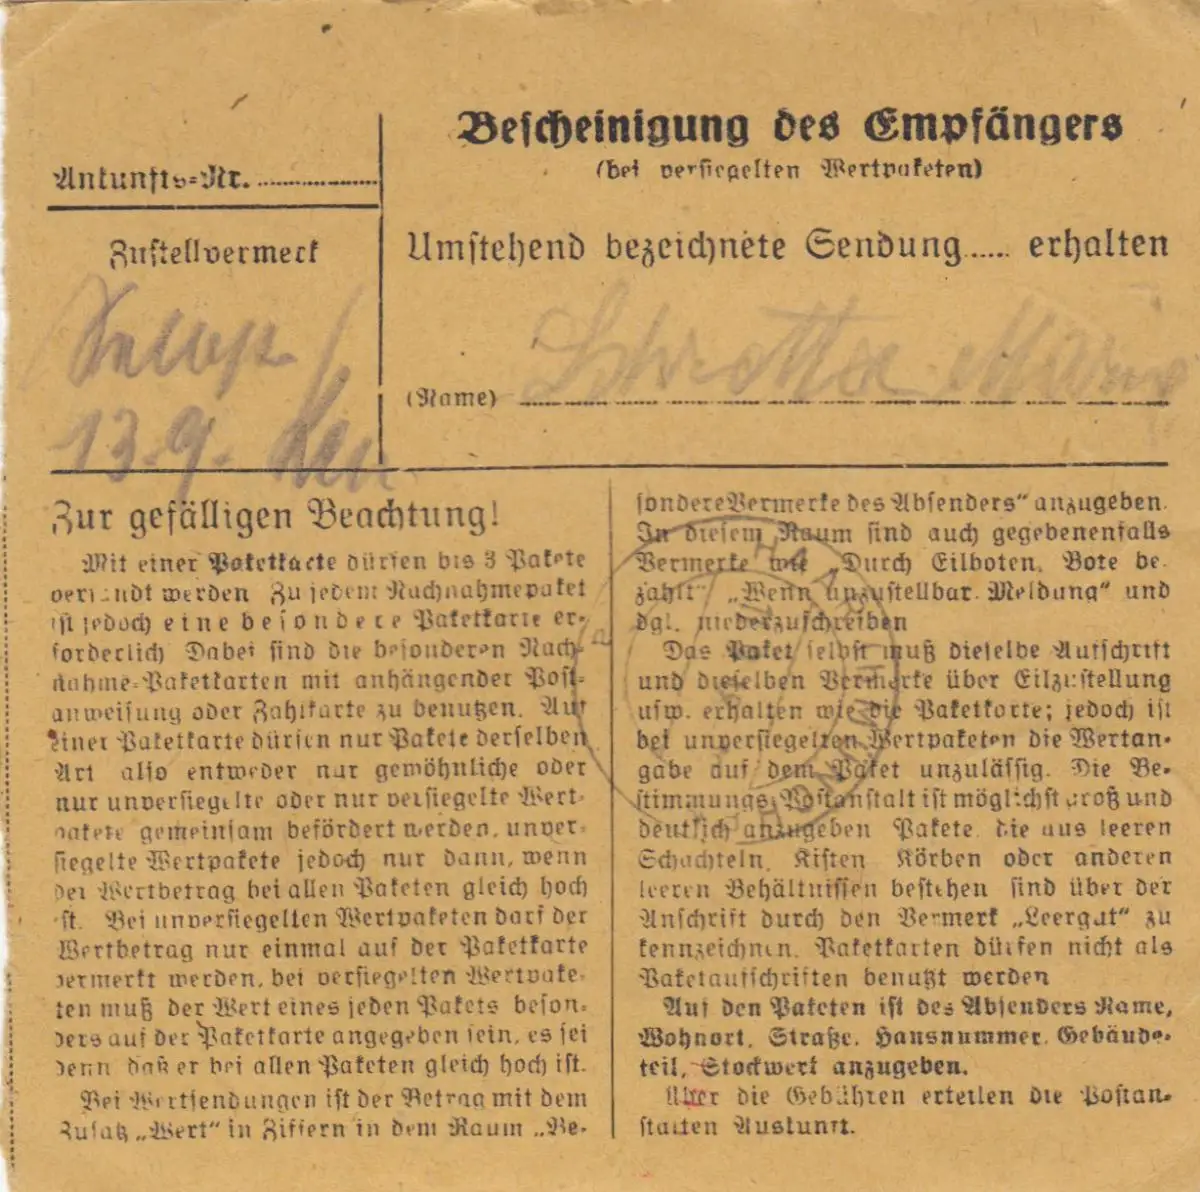 Bescheinigung des Empfängers
(bei versiegelten Wertpaketen)
Ankunfts-Nr.
Zustellvermerk
Umstehend bezeichnete Sendung..... erhalten
(Name)
13.9.
Zur gefälligen Beachtung!
Mit einer Paketkarte dürfen bis 3 Pakete
versandt werden Zu jedem Nachnahmepaket
ist jedoch eine besondere Paketkarte er-
forderlich Dabei sind die besonderen Nach-
nahme-Paketkarten mit anhängender Post-
anweisung oder Zahlkarte zu benutzen. Auf
einer Paketkarte dürfen nur Pakete derselben
Art also entweder nur gewöhnliche oder
nur unversiegelte oder nur versiegelte Wert-
pakete gemeinsam befördert werden, unver-
siegelte Wertpakete jedoch nur dann, wenn
der Wertbetrag bei allen Paketen gleich hoch
ist. Bei unversiegelten Wertpaketen darf der
Wertbetrag nur einmal auf der Paketkarte
vermerkt werden, bei versiegelten Wertpake-
ten muß der Wert eines jeden Pakets beson-
ders auf der Paketkarte angegeben sein, es sei
denn daß er bei allen Paketen gleich hoch ist.
Bei Wertsendungen ist der Betrag mit dem
Zusatz „Wert“ in Ziffern in dem Raum „Be-
sondere Vermerke des Absenders“ anzugeben.
In diesem Raum sind auch gegebenenfalls
Vermerke wie „Durch Eilboten, Bote be-
zahlt“ „Wenn unzustellbar. Meldung“ und
dgl. niederzuschreiben
Das Paket selbst muß dieselbe Aufschrift
und dieselben Vermerke über Eilzustellung
usw. erhalten wie die Paketkarte; jedoch ist
bei unversiegelten Wertpaketen die Wertan-
gabe auf dem Paket unzulässig. Die Be-
stimmungs-Postanstalt ist möglichst groß und
deutlich anzugeben Pakete die aus leeren
Schachteln, Kisten Körben oder anderen
leeren Behältnissen bestehen sind über der
Anschrift durch den Vermerk „Leergut“ zu
kennzeichnen. Paketkarten dürfen nicht als
Paketaufschriften benutzt werden
Auf den Paketen ist des Absenders Name,
Wohnort, Straße, Hausnummer, Gebäude-
teil, Stockwerk anzugeben.
Über die Gebühren erteilen die Postan-
stalten Auskunft.